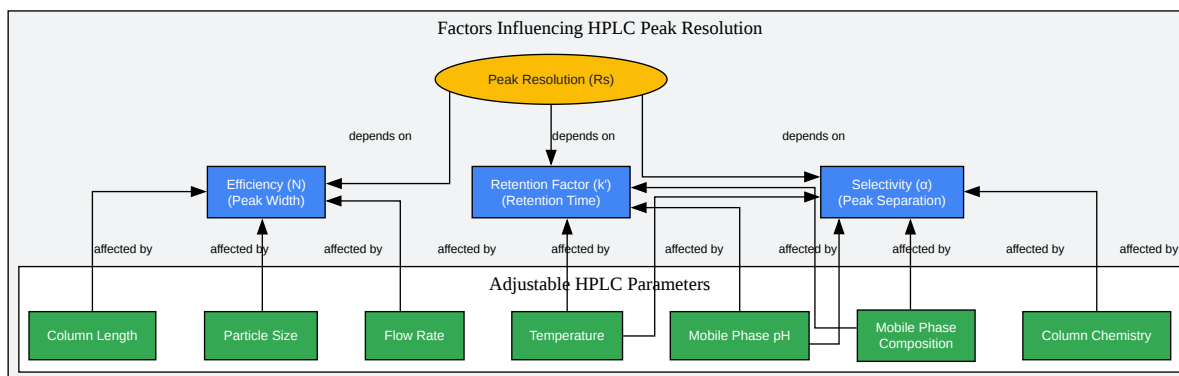 Factors Influencing HPLC Peak Resolution
Peak Resolution (Rs)
depends on
depends on
depends on
Efficiency (N)
(Peak Width)
Retention Factor (k')
(Retention Time)
Selectivity (α)
(Peak Separation)
affected by
affected by
affected by
affected by
affected by
affected by
affected by
affected by
affected by
affected by
Adjustable HPLC Parameters
Column Length
Particle Size
Flow Rate
Temperature
Mobile Phase pH
Mobile Phase
Composition
Column Chemistry